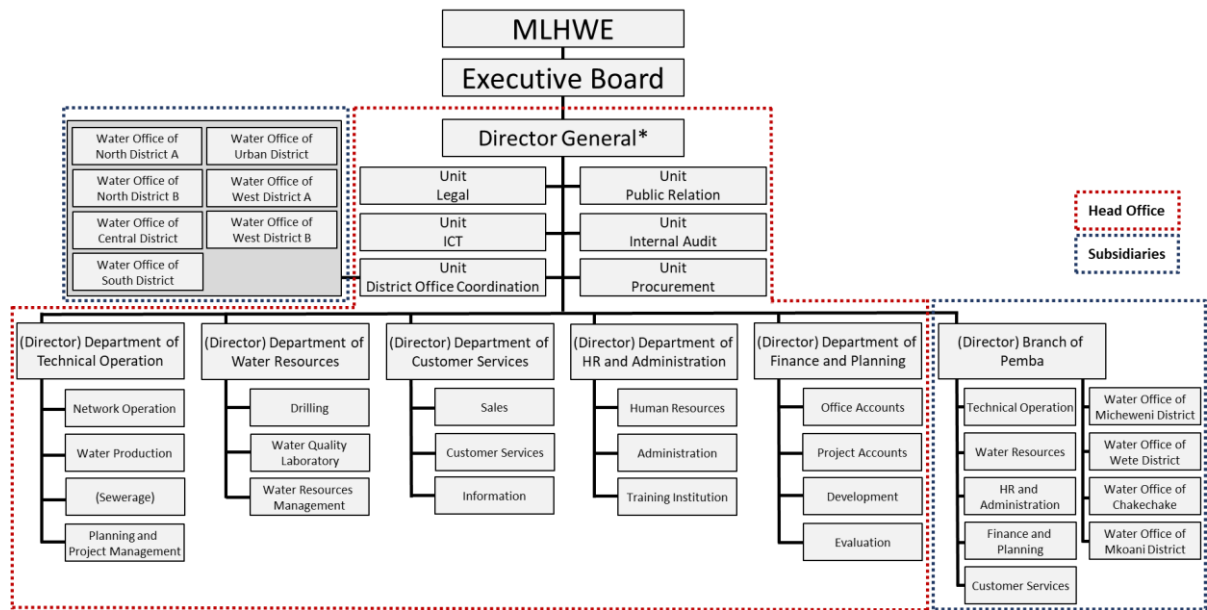 MLHWE
Executive Board
Director General*
Water Office of
North District A
Water Office of
Urban District
Water Office of
North District B
Water Office of
West District A
Water Office of
Central District
Water Office of
West District B
Water Office of
South District
Unit
Legal
Unit
Public Relation
Unit
ICT
Unit
Internal Audit
Unit
District Office Coordination
Unit
Procurement
Head Office
Subsidiaries
(Director) Department of
Technical Operation
Network Operation
Water Production
(Sewerage)
Planning and
Project Management
(Director) Department of
Water Resources
Drilling
Water Quality
Laboratory
Water Resources
Management
(Director) Department of
Customer Services
Sales
Customer Services
Information
(Director) Department of
HR and Administration
Human Resources
Administration
Training Institution
(Director) Department of
Finance and Planning
Office Accounts
Project Accounts
Development
Evaluation
(Director) Branch of
Pemba
Technical Operation
Water Resources
HR and
Administration
Finance and
Planning
Customer Services
Water Office of
Micheweni District
Water Office of
Wete District
Water Office of
Chakechake
Water Office of
Mkoani District